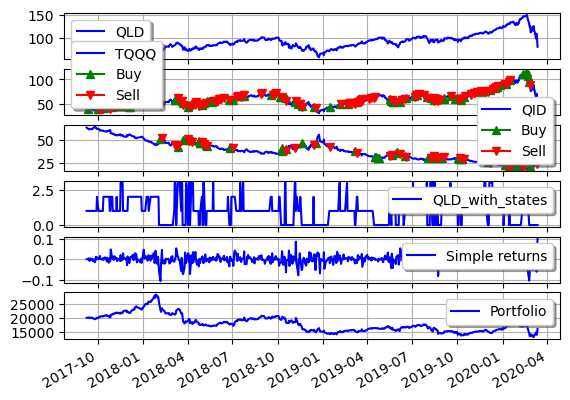 150
100
QLD
TQQQ
Buy
Sell
100
50
QID
Buy
Sell
50
25
2.5
0.0
QLD_with_states
0.1
0.0
−0.1
Simple returns
25000
20000
15000
Portfolio
2017-10
2018-01
2018-04
2018-07
2018-10
2019-01
2019-04
2019-07
2019-10
2020-01
2020-04